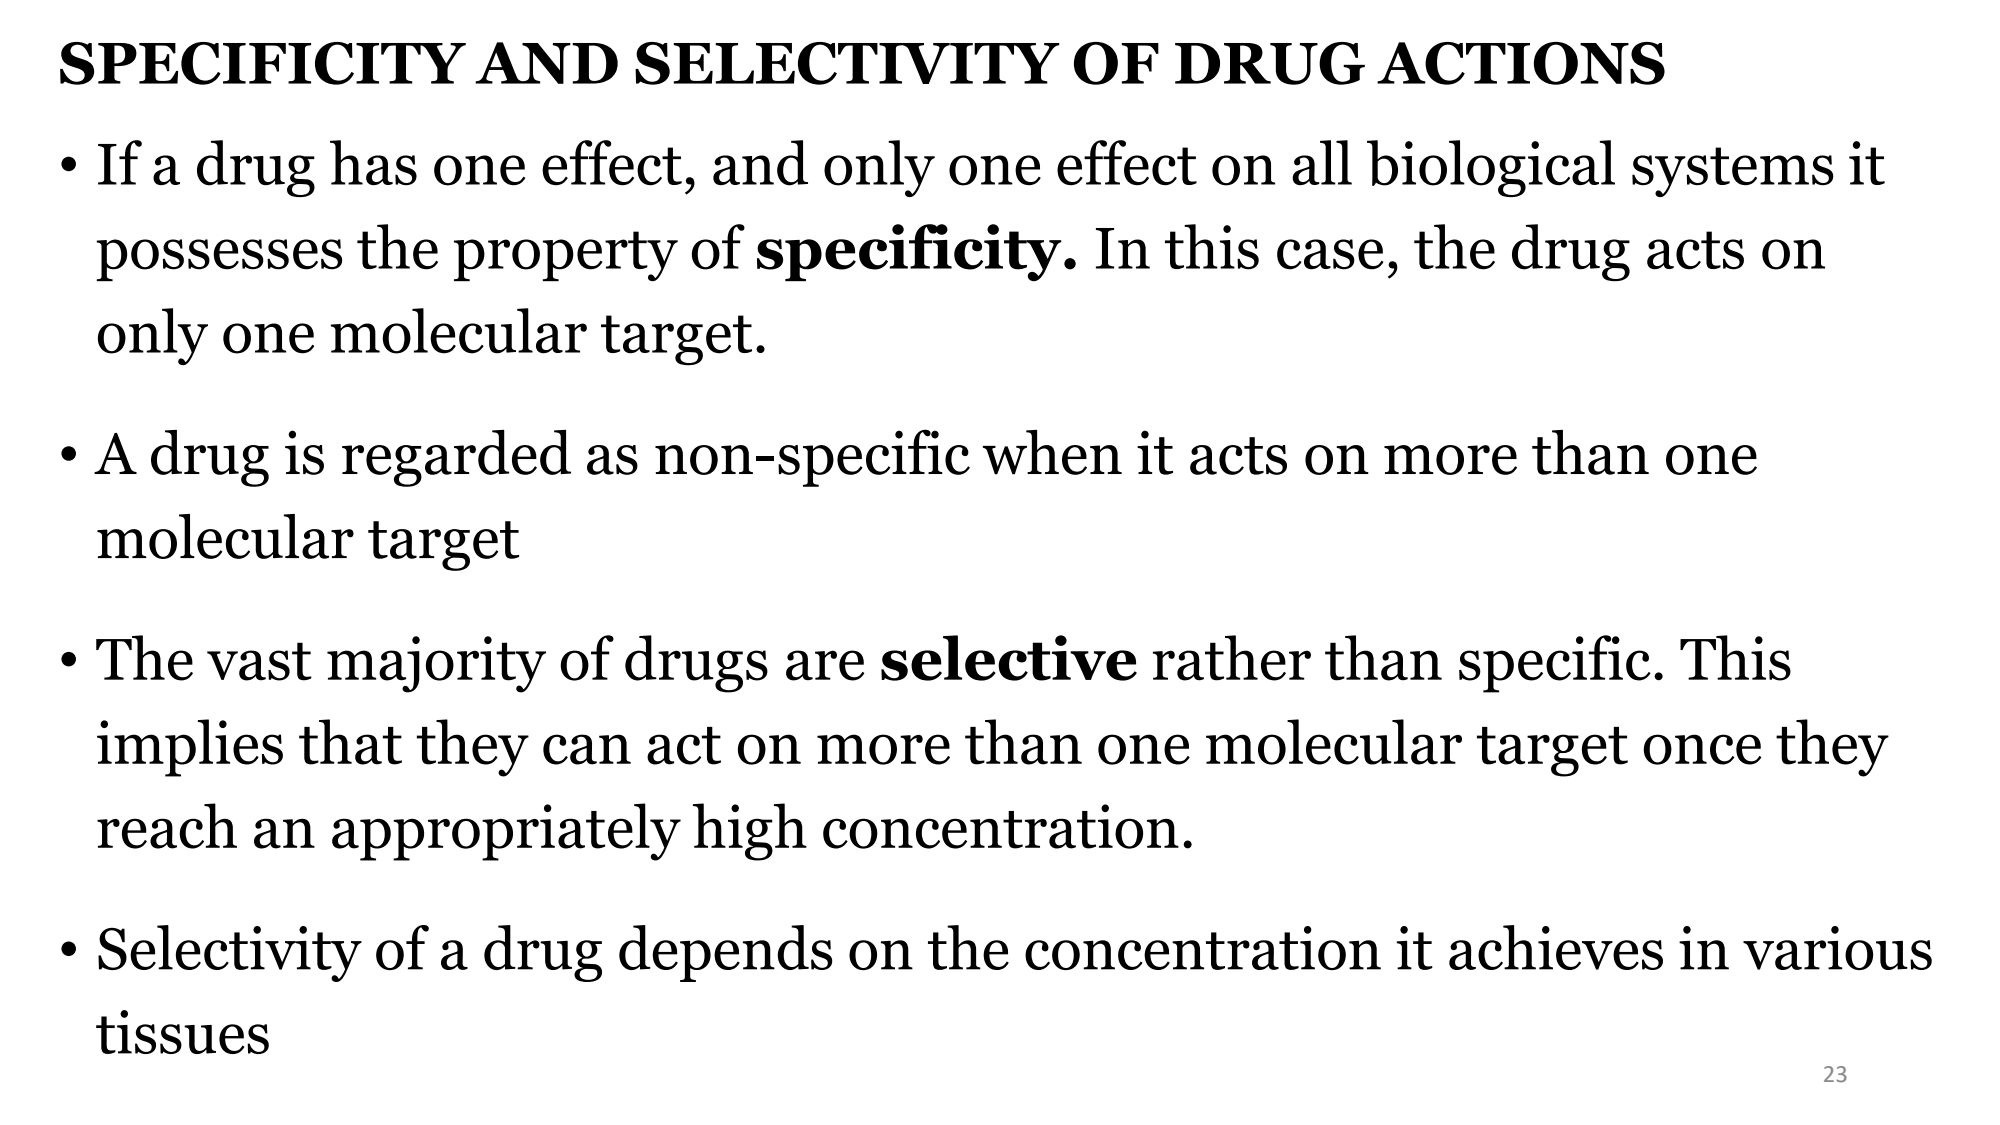 SPECIFICITY AND SELECTIVITY OF DRUG ACTIONS
• If a drug has one effect, and only one effect on all biological systems it
possesses the property of specificity. In this case, the drug acts on
only one molecular target.
• A drug is regarded as non-specific when it acts on more than one
molecular target
• The vast majority of drugs are selective rather than specific. This
implies that they can act on more than one molecular target once they
reach an appropriately high concentration.
• Selectivity of a drug depends on the concentration it achieves in various
tissues
23